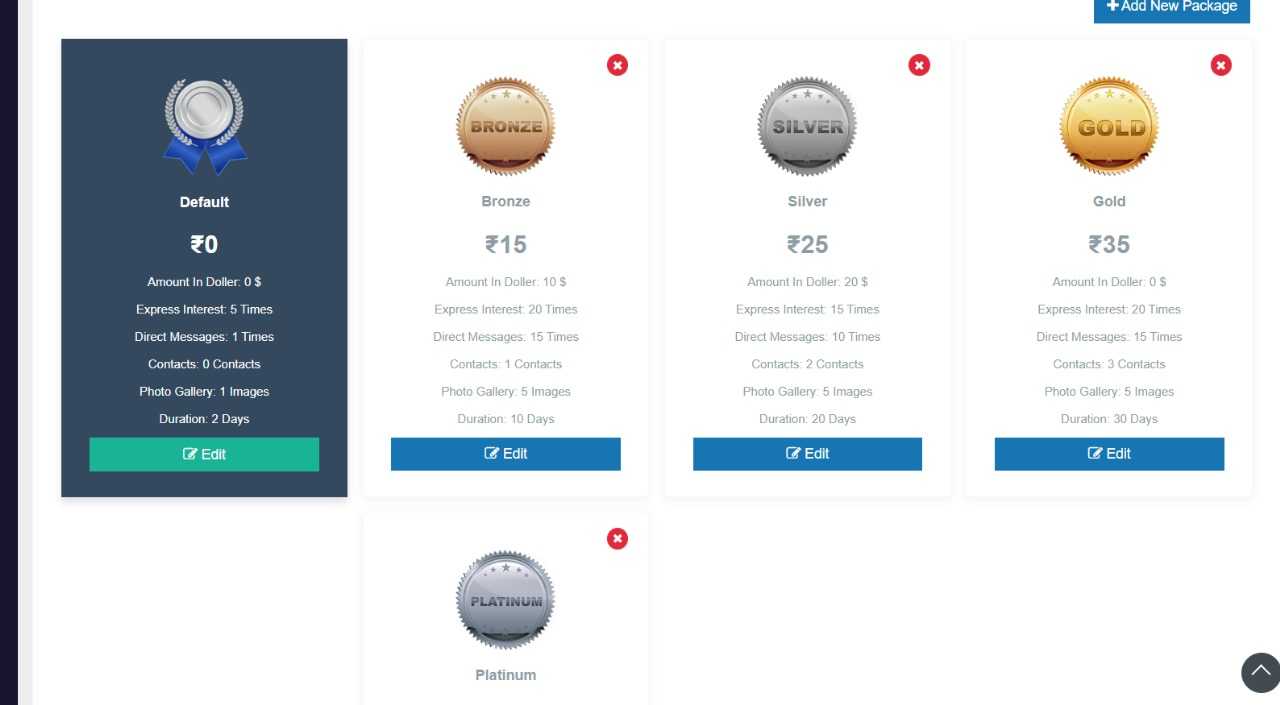 Add New Package
Default
₹0
Amount In Doller: 0 $
Express Interest: 5 Times
Direct Messages: 1 Times
Contacts: 0 Contacts
Photo Gallery: 1 Images
Duration: 2 Days
Edit
BRONZE
Bronze
₹15
Amount In Doller: 10 $
Express Interest: 20 Times
Direct Messages: 15 Times
Contacts: 1 Contacts
Photo Gallery: 5 Images
Duration: 10 Days
Edit
SILVER
Silver
₹25
Amount In Doller: 20 $
Express Interest: 15 Times
Direct Messages: 10 Times
Contacts: 2 Contacts
Photo Gallery: 5 Images
Duration: 20 Days
Edit
GOLD
Gold
₹35
Amount In Doller: 0 $
Express Interest: 20 Times
Direct Messages: 15 Times
Contacts: 3 Contacts
Photo Gallery: 5 Images
Duration: 30 Days
Edit
PLATINUM
Platinum